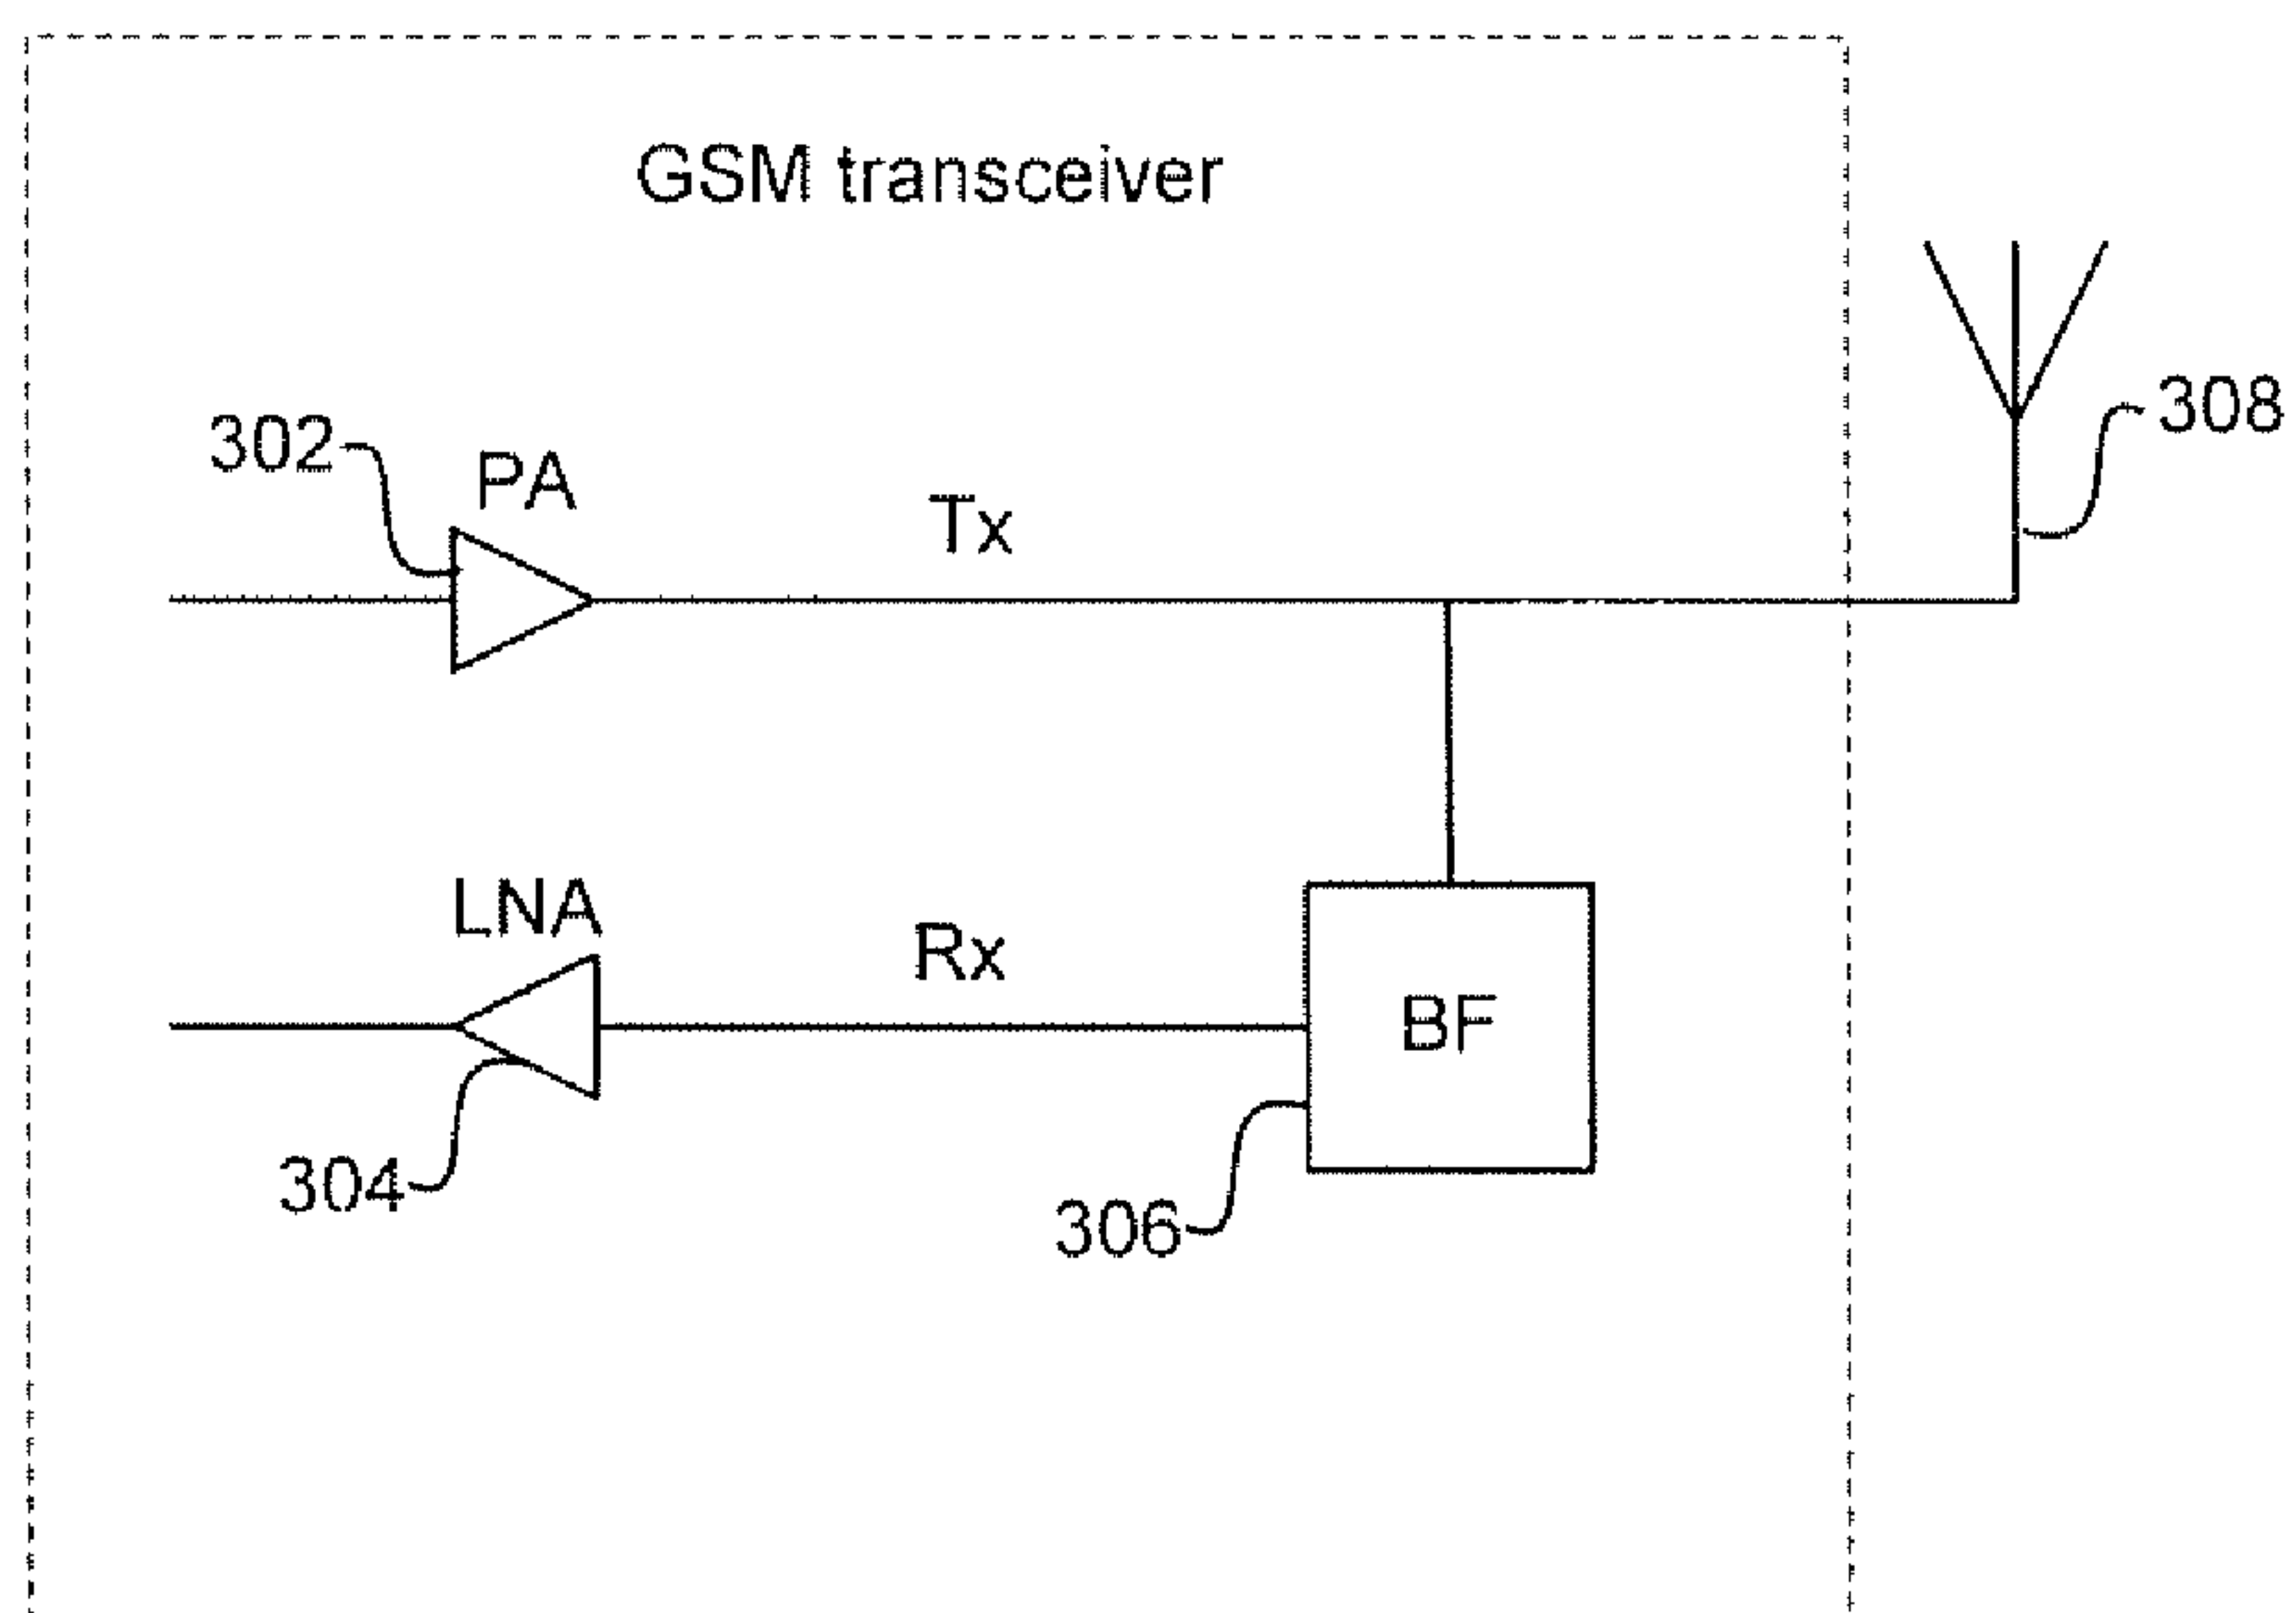 GSM transceiver
308
302
PA
Tx
LNA
Rx
BF
304
306